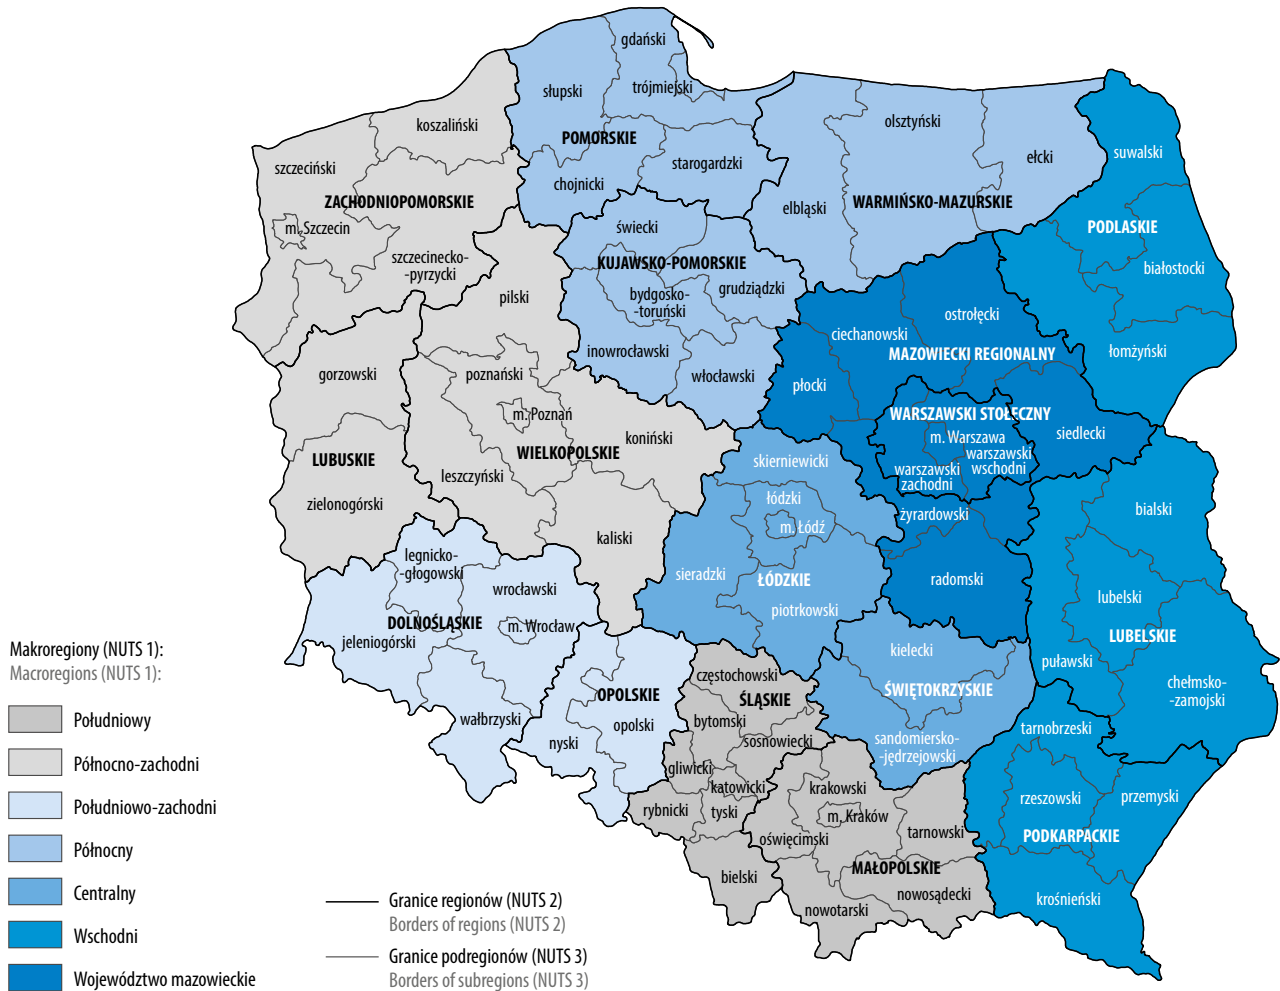 gdański
słupski
trójmiejski
koszaliński
POMORSKIE
olsztyński
szczeciński
starogardzki
ełcki
suwalski
chojnicki
ZACHODNIOPOMORSKIE
elbląski
WARMIŃSKO-MAZURSKIE
m. Szczecin
świecki
PODLASKIE
szczecinecko-
-pyrzycki
KUJAWSKO-POMORSKIE
białostocki
pilski
bydgosko-
-toruński
grudziądzki
ostrołęcki
ciechanowski
inowrocławski
MAZOWIECKI REGIONALNY
łomżyński
gorzowski
poznański
włocławski
płocki
m. Poznań
WARSZAWSKI STOŁECZNY
koniński
m. Warszawa
siedlecki
LUBUSKIE
WIELKOPOLSKIE
skierniewicki
warszawski
wschodni
leszczyński
warszawski
zachodni
zielonogórski
łódzki
żyrardowski
bialski
m. Łódź
kaliski
legnicko-
-głogowski
sieradzki
ŁÓDZKIE
radomski
wrocławski
lubelski
piotrkowski
DOLNOŚLĄSKIE
m. Wrocław
LUBELSKIE
jeleniogórski
kielecki
puławski
częstochowski
chełmsko-
-zamojski
OPOLSKIE
ŚLĄSKIE
ŚWIĘTOKRZYSKIE
wałbrzyski
opolski
bytomski
tarnobrzeski
nyski
sosnowiecki
sandomiersko-
-jędrzejowski
gliwicki
katowicki
krakowski
rzeszowski
przemyski
rybnicki
tyski
m. Kraków
oświęcimski
tarnowski
PODKARPACKIE
bielski
MAŁOPOLSKIE
nowosądecki
krośnieński
nowotarski
Makroregiony (NUTS 1):
Macroregions (NUTS 1):
Południowy
Północno-zachodni
Południowo-zachodni
Północny
Centralny
Wschodni
Województwo mazowieckie
Granice regionów (NUTS 2)
Borders of regions (NUTS 2)
Granice podregionów (NUTS 3)
Borders of subregions (NUTS 3)